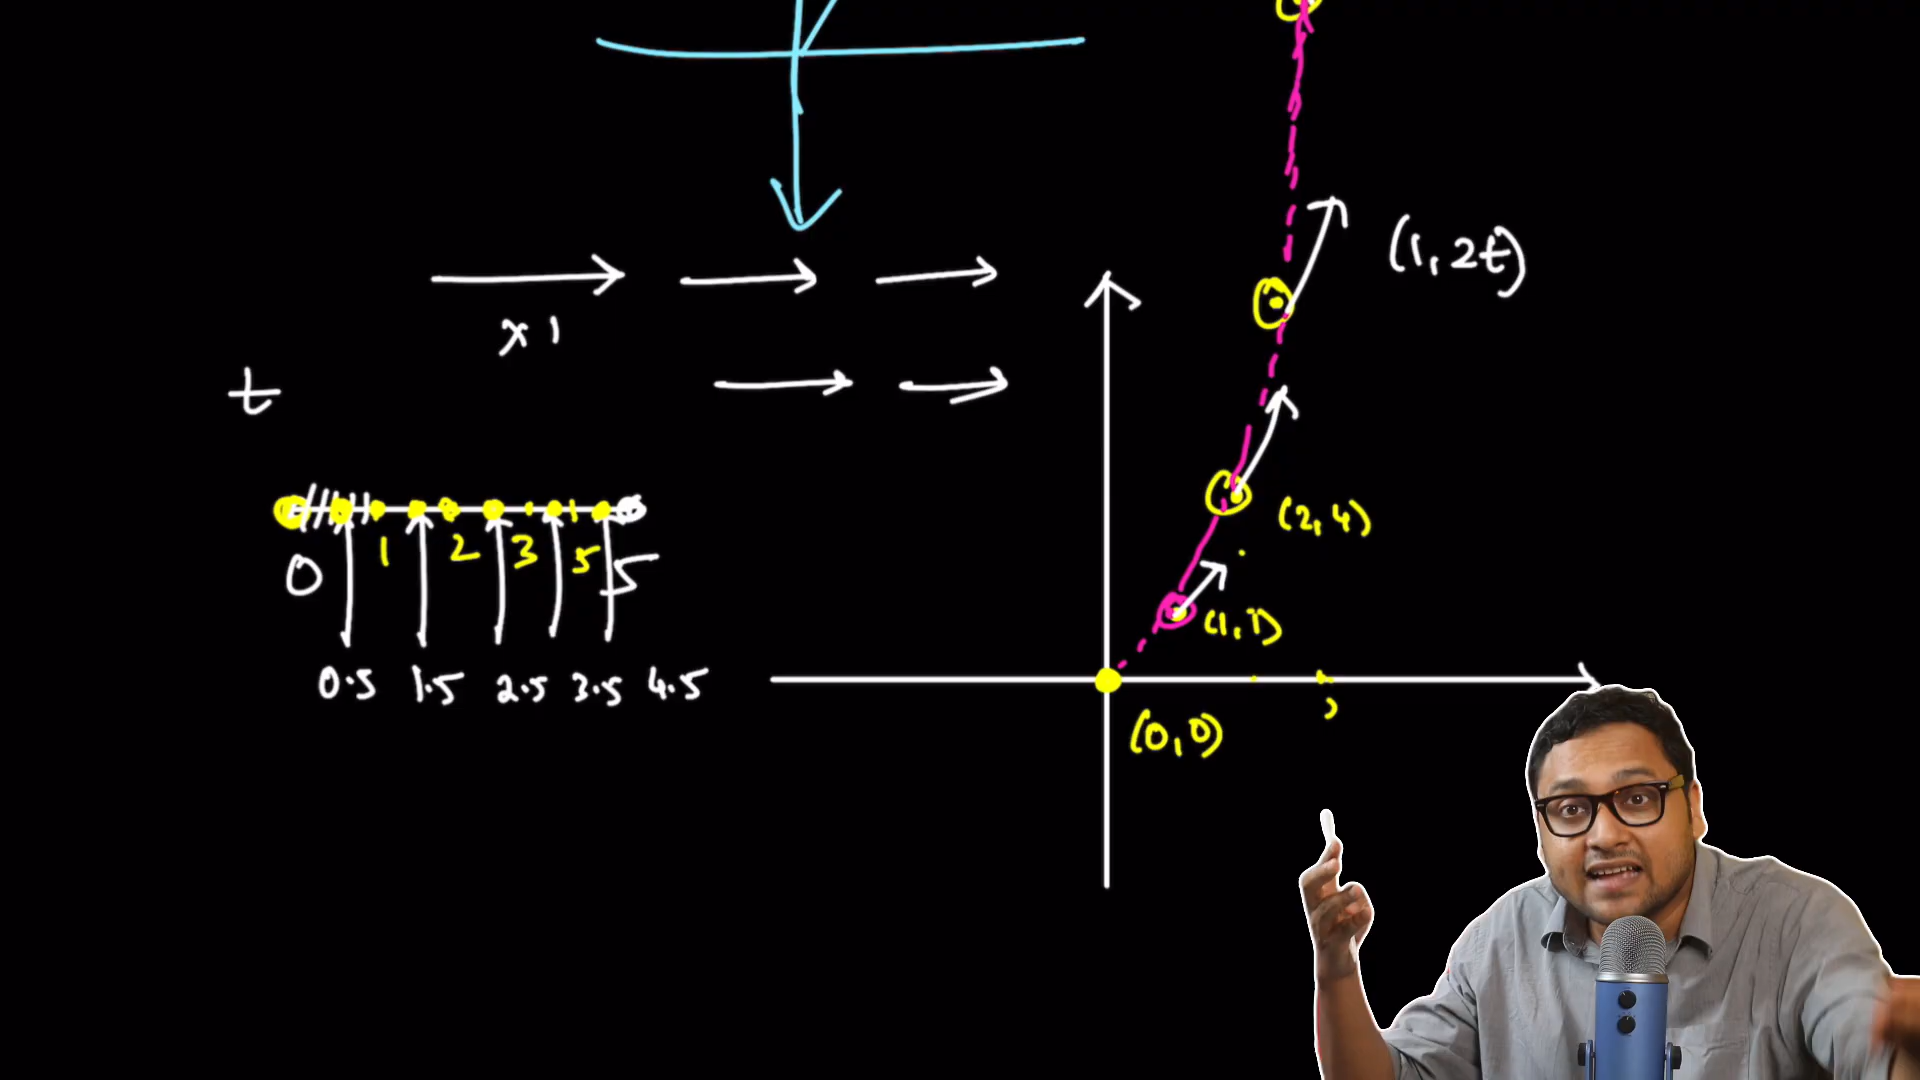 (1, 2t)
x 1
t
(2, 4)
0 1 2 3 5 5
(1, 1)
0.5 1.5 2.5 3.5 4.5
(0, 0)